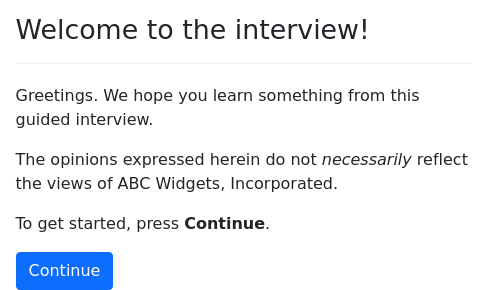 Welcome to the interview!
Greetings. We hope you learn something from this
guided interview.
The opinions expressed herein do not necessarily reflect
the views of ABC Widgets, Incorporated.
To get started, press Continue.
Continue